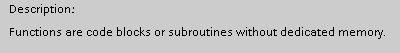 Description:
Functions are code blocks or subroutines without dedicated memory.